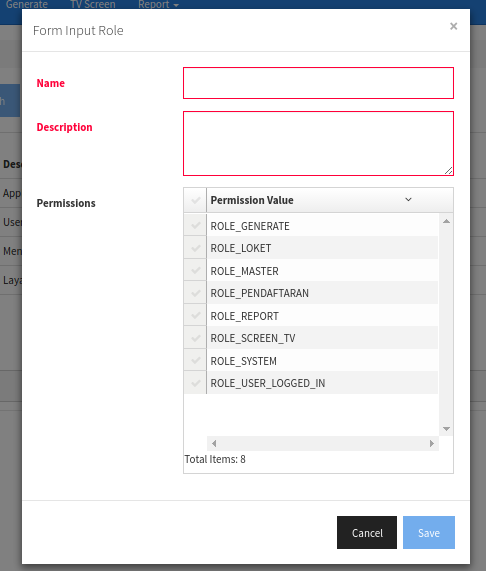 Generate TV Screen Report
Form Input Role
×
Name
Description
Permissions
Permission Value
ROLE_GENERATE
ROLE_LOKET
ROLE_MASTER
ROLE_PENDAFTARAN
ROLE_REPORT
ROLE_SCREEN_TV
ROLE_SYSTEM
ROLE_USER_LOGGED_IN
Total Items: 8
Cancel Save